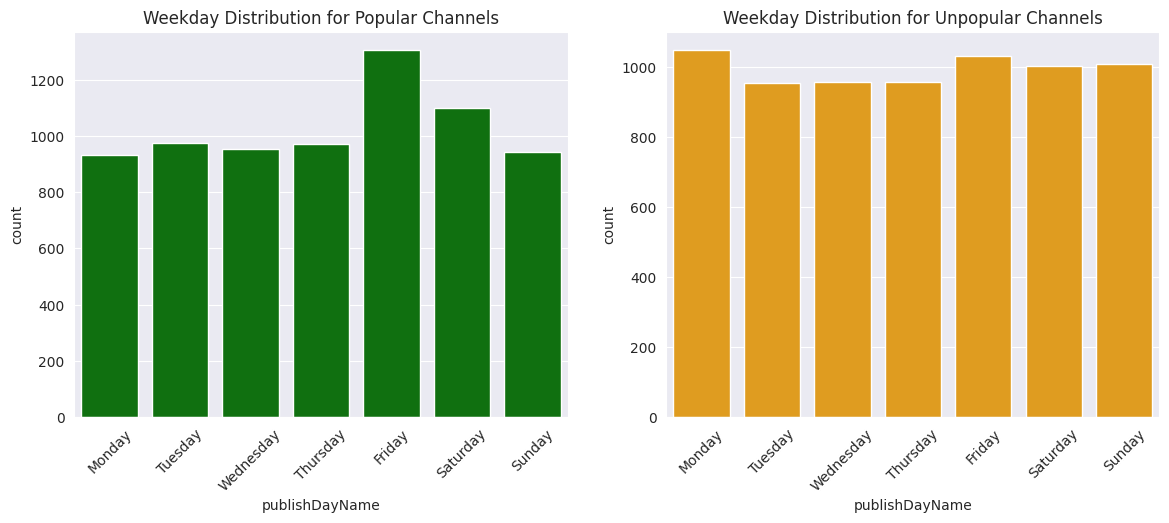 Weekday Distribution for Popular Channels
count
1200
1000
800
600
400
200
0
Monday
Tuesday
Wednesday
Thursday
Friday
Saturday
Sunday
publishDayName
Weekday Distribution for Unpopular Channels
count
1000
800
600
400
200
0
Monday
Tuesday
Wednesday
Thursday
Friday
Saturday
Sunday
publishDayName